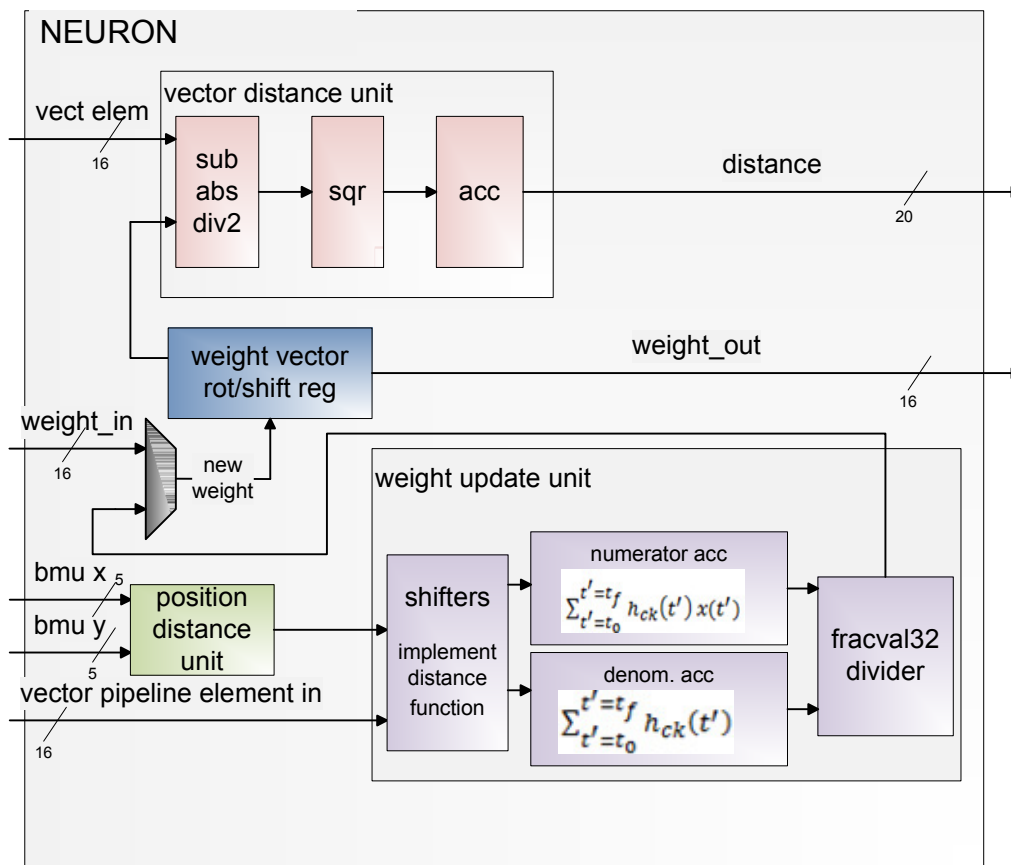 NEURON
vector distance unit
vect elem
16
sub
abs
div2
sqr
acc
distance
20
weight vector
rot/shift reg
weight_out
16
weight_in
16
new
weight
weight update unit
bmu x
5
bmu y
5
position
distance
unit
vector pipeline element in
16
shifters
implement
distance
function
numerator acc
∑_{t'=t_0}^{t'=t_f} h_{ck}(t') x(t')
denom. acc
∑_{t'=t_0}^{t'=t_f} h_{ck}(t')
fracval32
divider